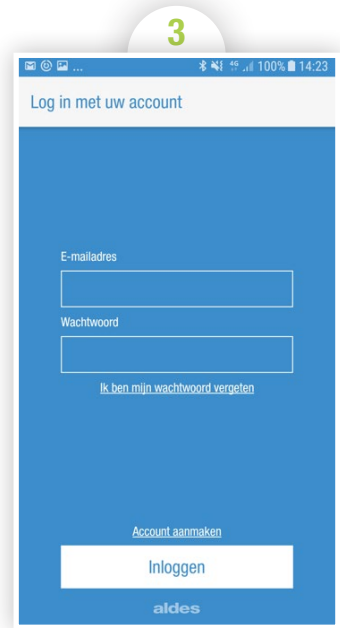 3
... 4G 100% 14:23
Log in met uw account
E-mailadres
Wachtwoord
Ik ben mijn wachtwoord vergeten
Account aanmaken
Inloggen
aldes